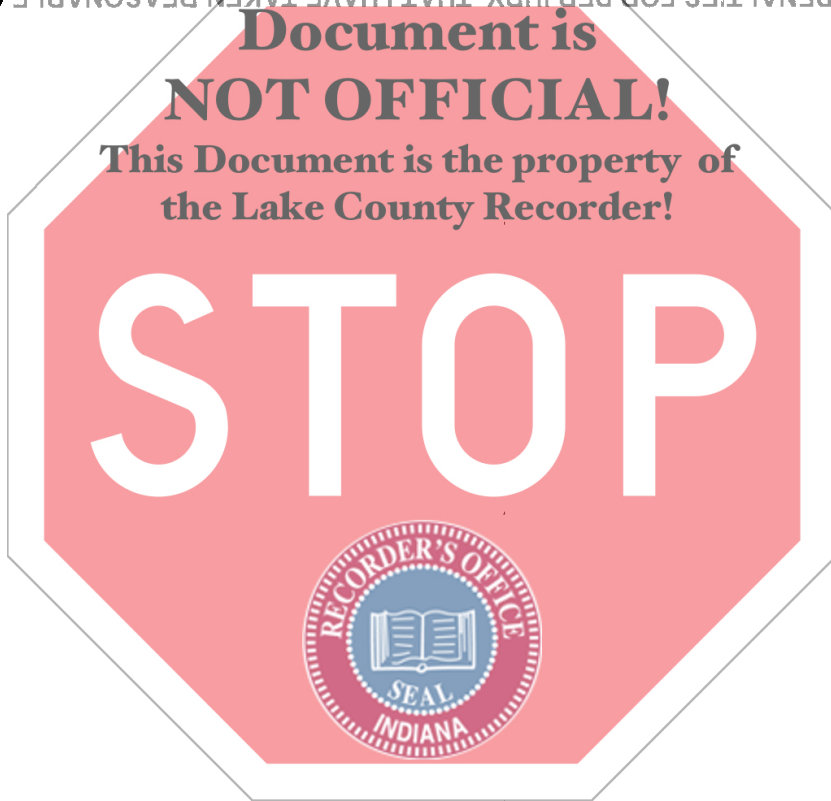 Document is
NOT OFFICIAL!
This Document is the property of
the Lake County Recorder!
STOP
RECORDER'S OFFICE
SEAL
INDIANA